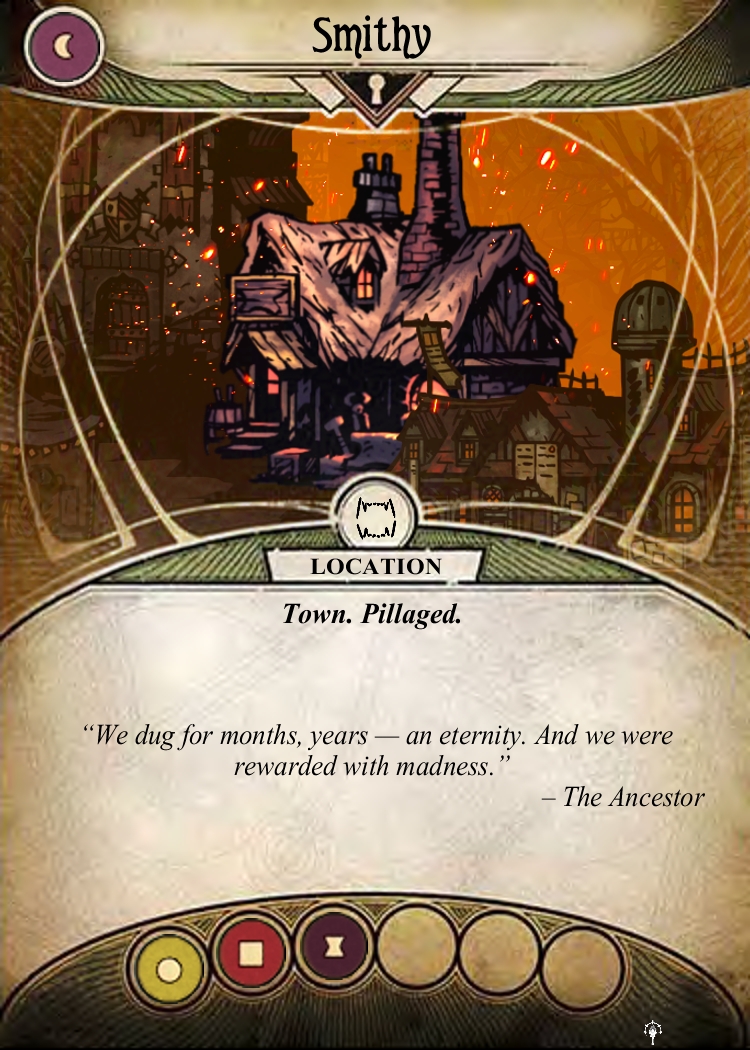 Smithy
LOCATION
Town. Pillaged.
“We dug for months, years — an eternity. And we were
rewarded with madness.”
– The Ancestor